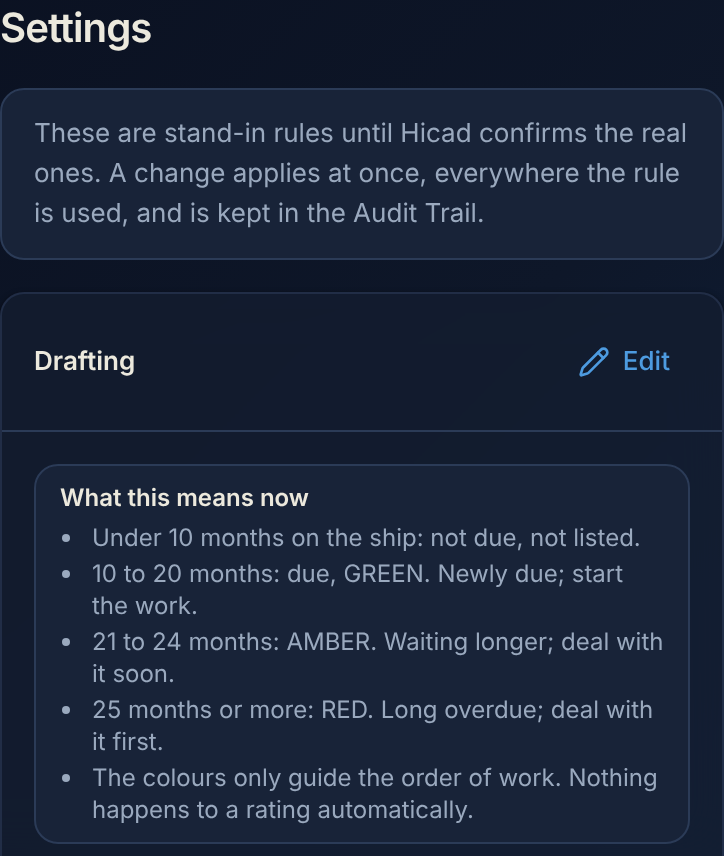 Settings
These are stand-in rules until Hicad confirms the real
ones. A change applies at once, everywhere the rule
is used, and is kept in the Audit Trail.
Drafting
Edit
What this means now
• Under 10 months on the ship: not due, not listed.
• 10 to 20 months: due, GREEN. Newly due; start
the work.
• 21 to 24 months: AMBER. Waiting longer; deal with
it soon.
• 25 months or more: RED. Long overdue; deal with
it first.
• The colours only guide the order of work. Nothing
happens to a rating automatically.